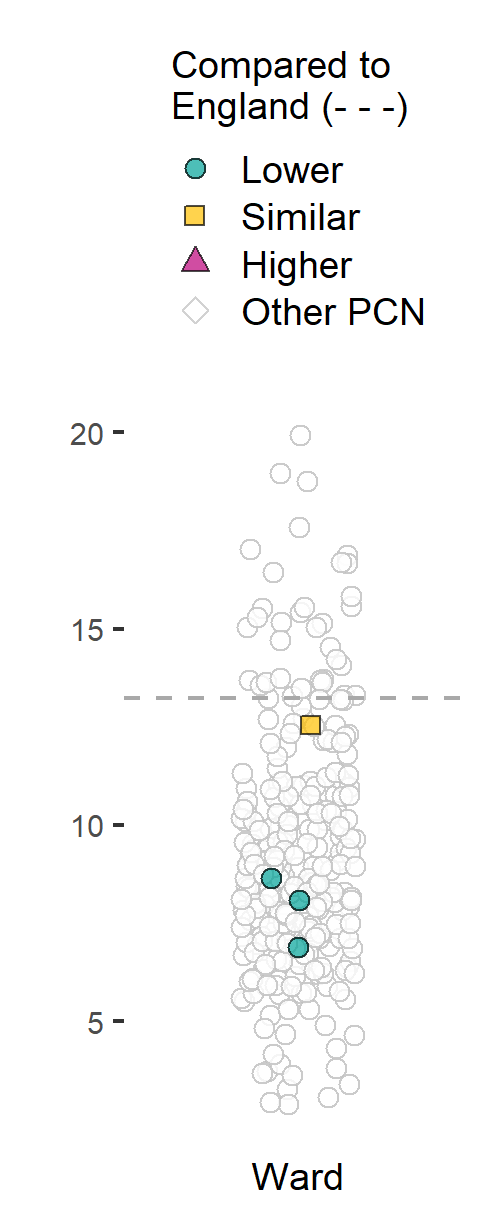 Compared to
England (- - -)
Lower
Similar
Higher
Other PCN
20
15
10
5
Ward